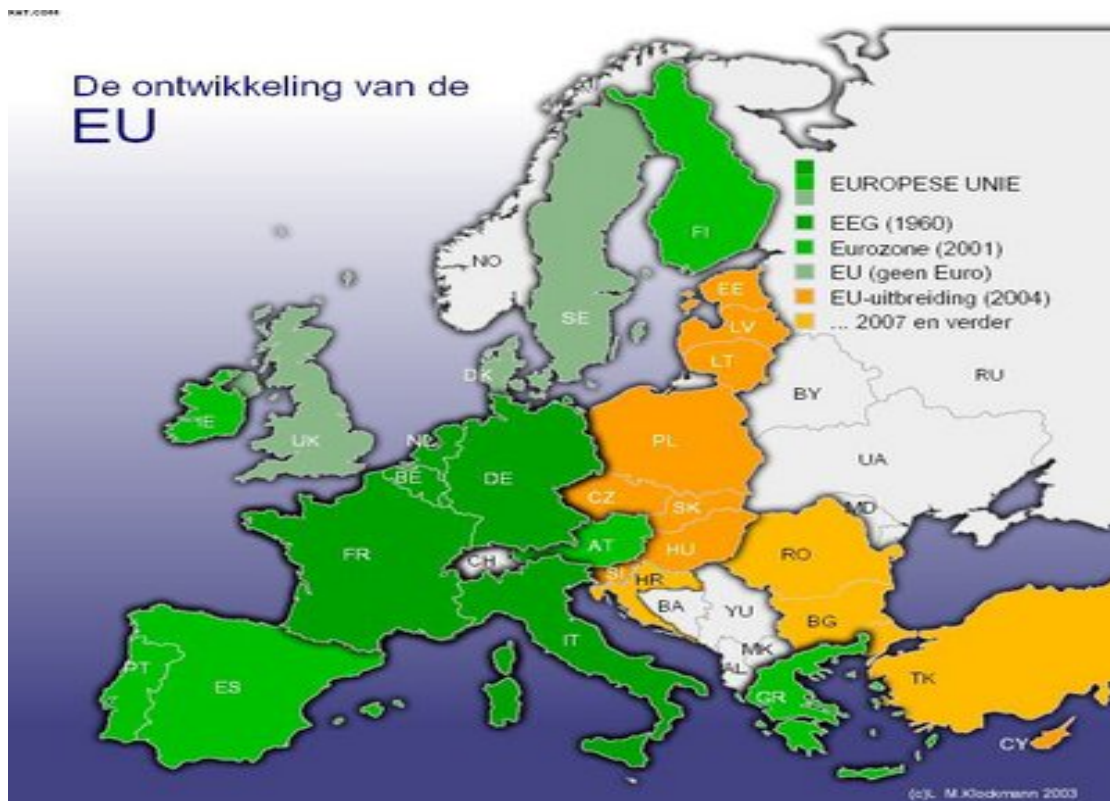 De ontwikkeling van de
EU
EUROPESE UNIE
EEG (1960)
Eurozone (2001)
EU (geen Euro)
EU-uitbreiding (2004)
... 2007 en verder
FI
NO
SE
EE
LV
LT
DK
RU
BY
IE
UK
NL
PL
BE
DE
UA
CZ
SK
MD
FR
AT
HU
CH
RO
SI
HR
BA
YU
BG
IT
MK
AL
PT
ES
GR
TK
CY
(c)L M.Klockmann 2003